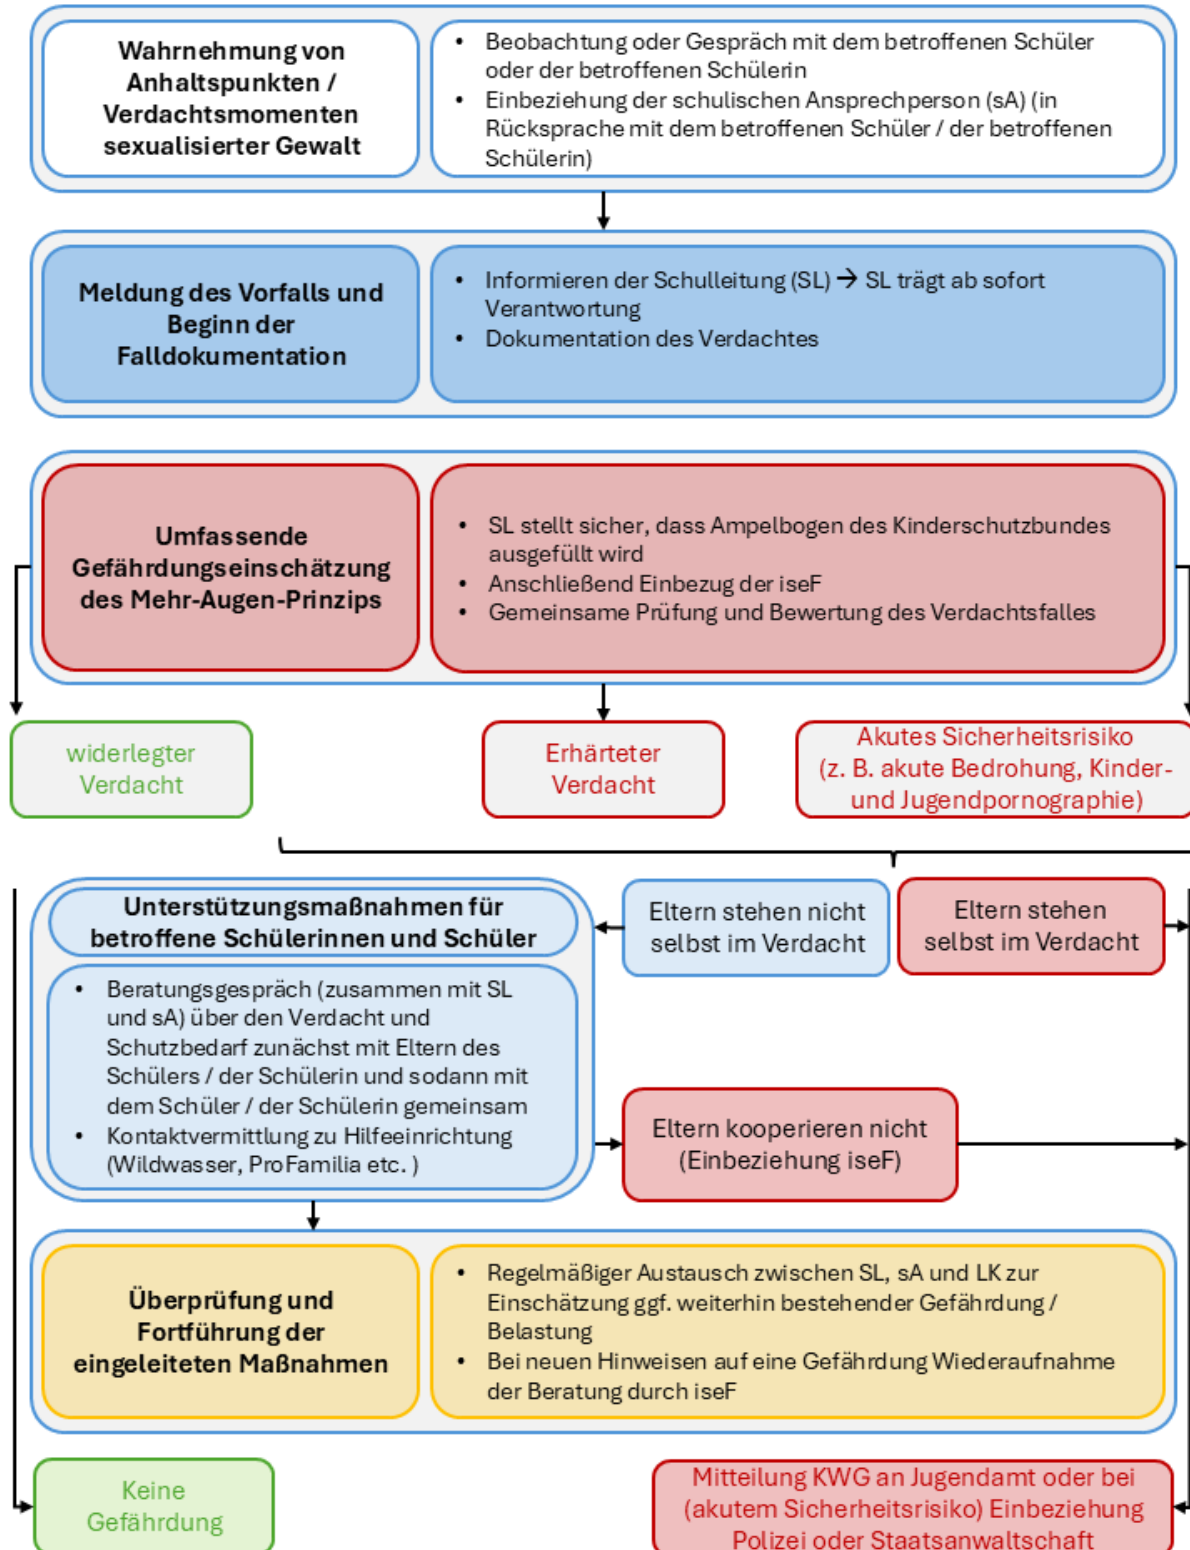 Wahrnehmung von
Anhaltspunkten /
Verdachtsmomenten
sexualisierter Gewalt
• Beobachtung oder Gespräch mit dem betroffenen Schüler
oder der betroffenen Schülerin
• Einbeziehung der schulischen Ansprechperson (sA) (in
Rücksprache mit dem betroffenen Schüler / der betroffenen
Schülerin)
Meldung des Vorfalls und
Beginn der
Falldokumentation
• Informieren der Schulleitung (SL) → SL trägt ab sofort
Verantwortung
• Dokumentation des Verdachtes
Umfassende
Gefährdungseinschätzung
des Mehr-Augen-Prinzips
• SL stellt sicher, dass Ampelbogen des Kinderschutzbundes
ausgefüllt wird
• Anschließend Einbezug der iseF
• Gemeinsame Prüfung und Bewertung des Verdachtsfalles
widerlegter
Verdacht
Erhärteter
Verdacht
Akutes Sicherheitsrisiko
(z. B. akute Bedrohung, Kinder-
und Jugendpornographie)
Unterstützungsmaßnahmen für
betroffene Schülerinnen und Schüler
• Beratungsgespräch (zusammen mit SL
und sA) über den Verdacht und
Schutzbedarf zunächst mit Eltern des
Schülers / der Schülerin und sodann mit
dem Schüler / der Schülerin gemeinsam
• Kontaktvermittlung zu Hilfeeinrichtung
(Wildwasser, ProFamilia etc. )
Eltern stehen nicht
selbst im Verdacht
Eltern stehen
selbst im Verdacht
Eltern kooperieren nicht
(Einbeziehung iseF)
Überprüfung und
Fortführung der
eingeleiteten Maßnahmen
• Regelmäßiger Austausch zwischen SL, sA und LK zur
Einschätzung ggf. weiterhin bestehender Gefährdung /
Belastung
• Bei neuen Hinweisen auf eine Gefährdung Wiederaufnahme
der Beratung durch iseF
Keine
Gefährdung
Mitteilung KWG an Jugendamt oder bei
(akutem Sicherheitsrisiko) Einbeziehung
Polizei oder Staatsanwaltschaft